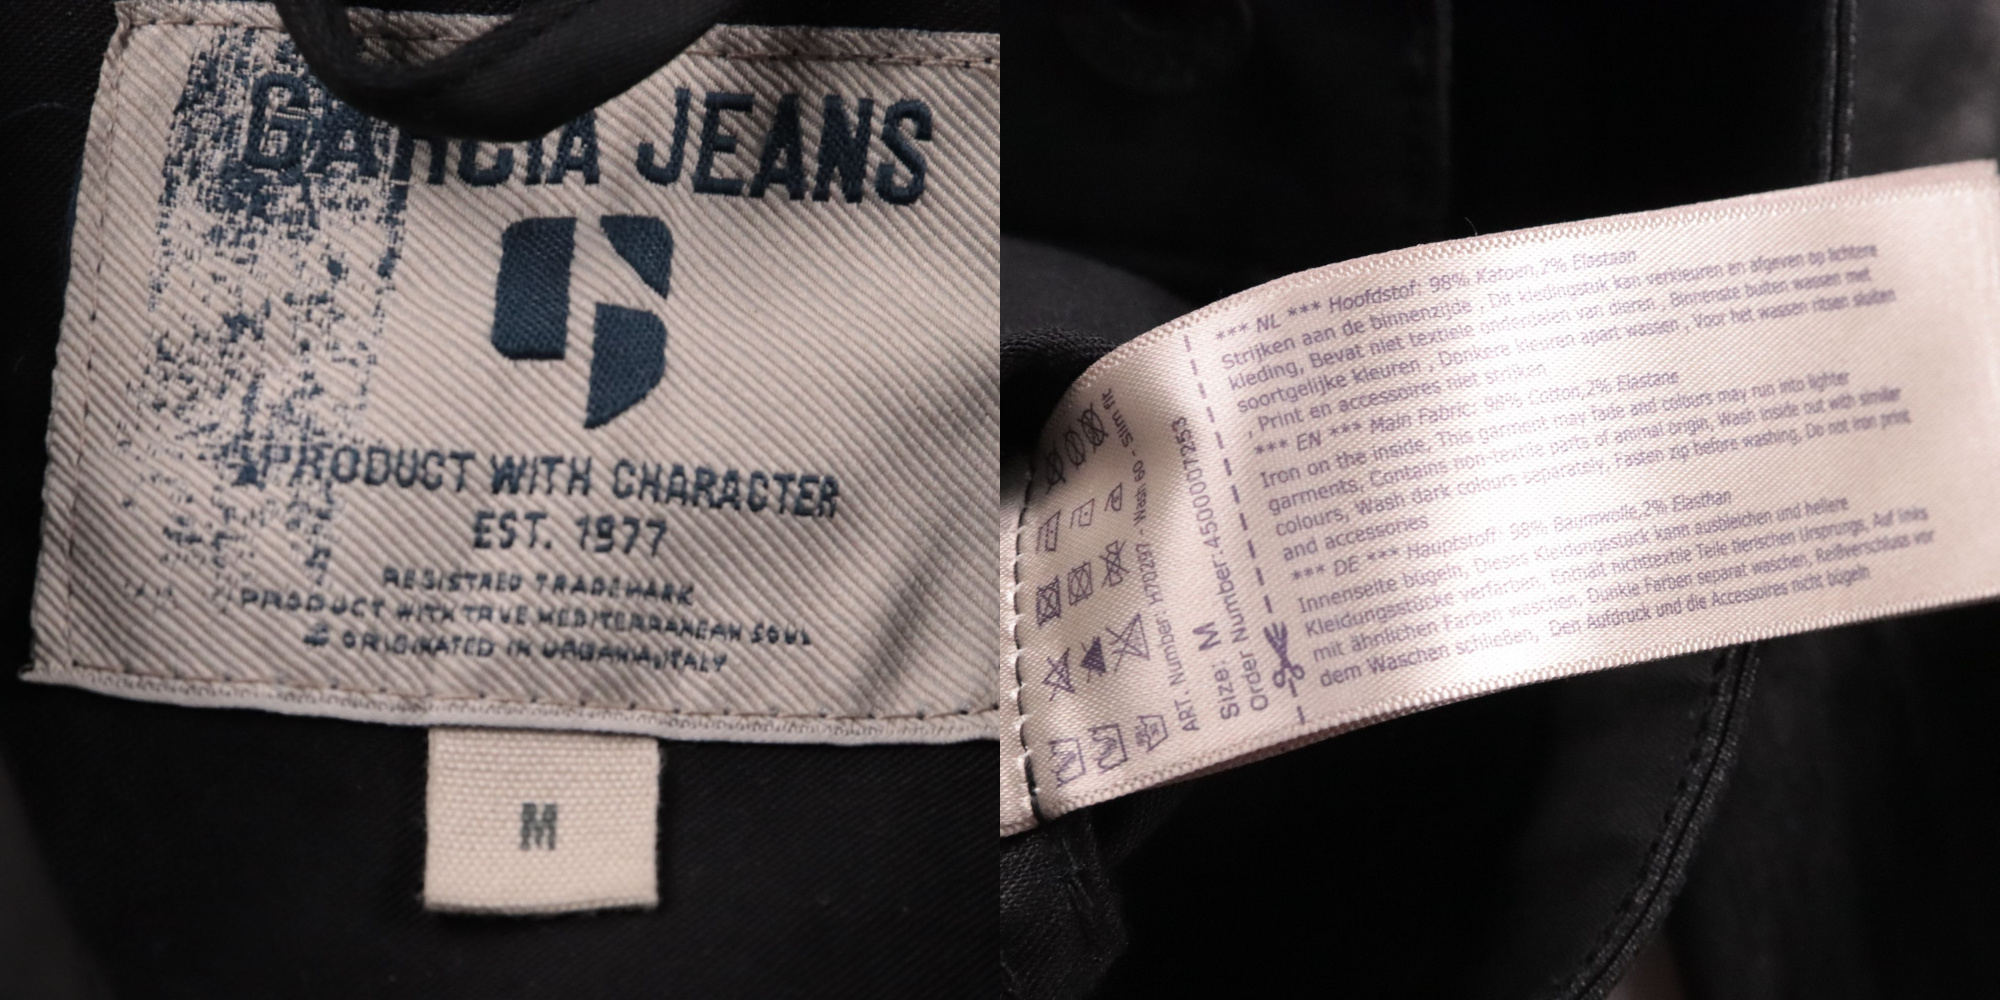 GARCIA JEANS
PRODUCT WITH CHARACTER
EST. 1977
REGISTRED TRADEMARK
PRODUCT WITH TRUE MEDITERRANEAN SOUL
& ORIGINATED IN URBANIA, ITALY
M
ART. Number: H70297 - Wash 60 - Slim fit
Size: M
Order Number:4500007253
*** NL *** Hoofdstof: 98% Katoen,2% Elastaan
Strijken aan de binnenzijde , Dit kledingstuk kan verkleuren en afgeven op lichtere
kleding, Bevat niet textiele onderdelen van dieren , Binnenste buiten wassen met
soortgelijke kleuren , Donkere kleuren apart wassen , Voor het wassen ritsen sluiten
, Print en accessoires niet strijken
*** EN *** Main Fabric: 98% Cotton,2% Elastane
Iron on the inside, This garment may fade and colours may run into lighter
garments, Contains non-textile parts of animal origin, Wash inside out with similar
colours, Wash dark colours separately, Fasten zip before washing, Do not iron print
and accessories
*** DE *** Hauptstoff: 98% Baumwolle,2% Elasthan
Innenseite bügeln, Dieses Kleidungsstück kann ausbleichen und hellere
Kleidungsstücke verfärben, Enthält nichttextile Teile tierischen Ursprungs, Auf links
mit ähnlichen Farben waschen, Dunkle Farben separat waschen, Reißverschluss vor
dem Waschen schließen, Den Aufdruck und die Accessoires nicht bügeln